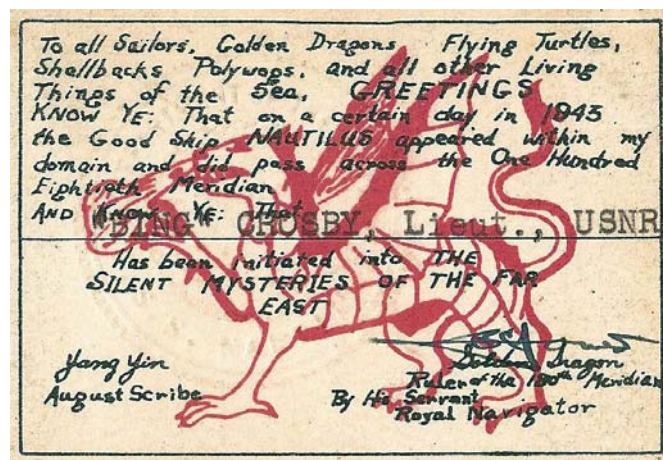 To all Sailors, Golden Dragons Flying Turtles,
Shellbacks Polywogs, and all other Living
Things of the Sea, GREETINGS
KNOW YE: That on a certain day in 1943
the Good Ship NAUTILUS appeared within my
domain and did pass across the One Hundred
Eightieth Meridian
AND KNOW YE: That
"BING" CROSBY, Lieut., USNR
Has been initiated into THE
SILENT MYSTERIES OF THE FAR
EAST
Yang Yin
August Scribe
Golden Dragon
Ruler of the 180th Meridian
By His Servant
Royal Navigator